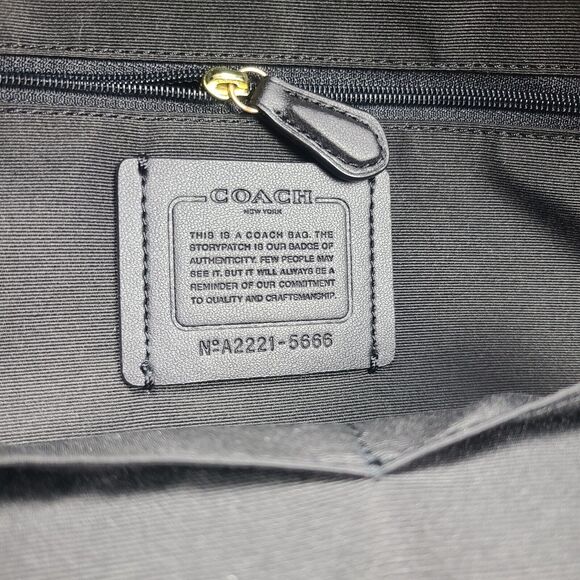 COACH
NEW YORK
THIS IS A COACH BAG. THE
STORYPATCH IS OUR BADGE OF
AUTHENTICITY. FEW PEOPLE MAY
SEE IT. BUT IT WILL ALWAYS BE A
REMINDER OF OUR COMMITMENT
TO QUALITY AND CRAFTSMANSHIP.
NºA2221-5666